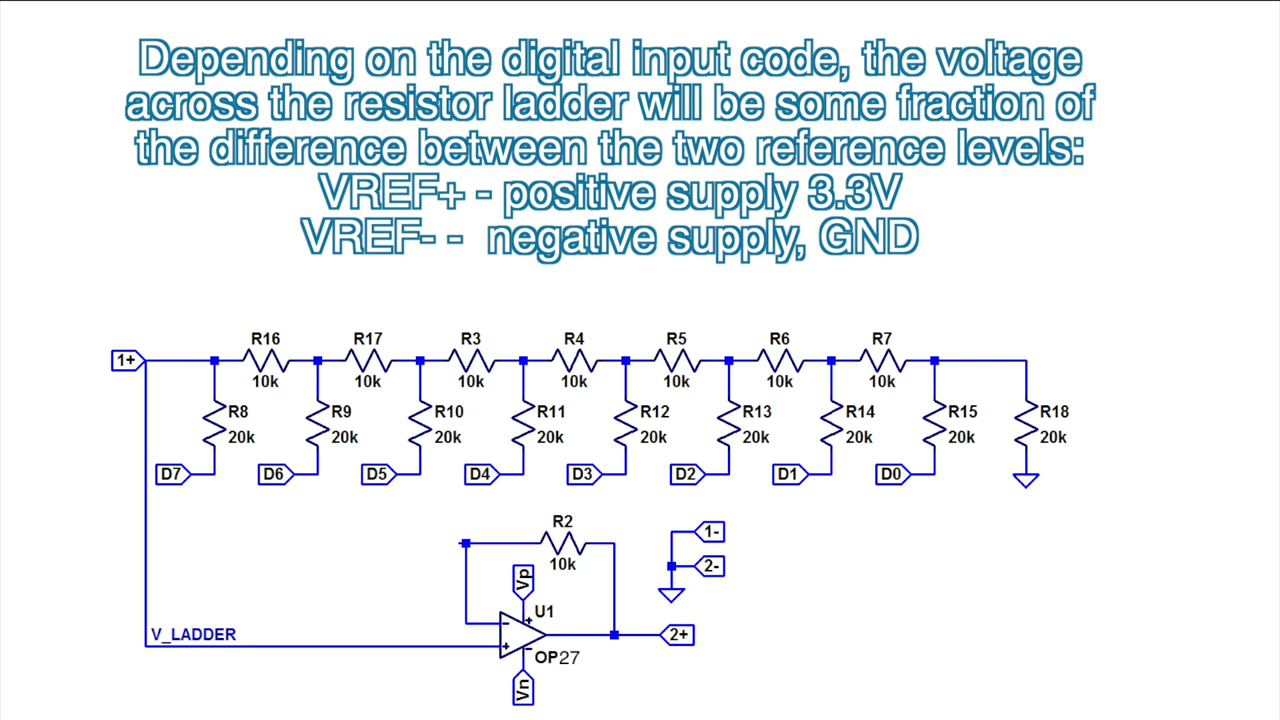 Depending on the digital input code, the voltage
across the resistor ladder will be some fraction of
the difference between the two reference levels:
VREF+ - positive supply 3.3V
VREF- -  negative supply, GND
R16 R17 R3 R4 R5 R6 R7
1+
10k 10k 10k 10k 10k 10k 10k
R8 R9 R10 R11 R12 R13 R14 R15 R18
20k 20k 20k 20k 20k 20k 20k 20k 20k
D7 D6 D5 D4 D3 D2 D1 D0
R2
1-
10k
2-
Vp
U1
+
-
V_LADDER
2+
+
-
OP27
Vn